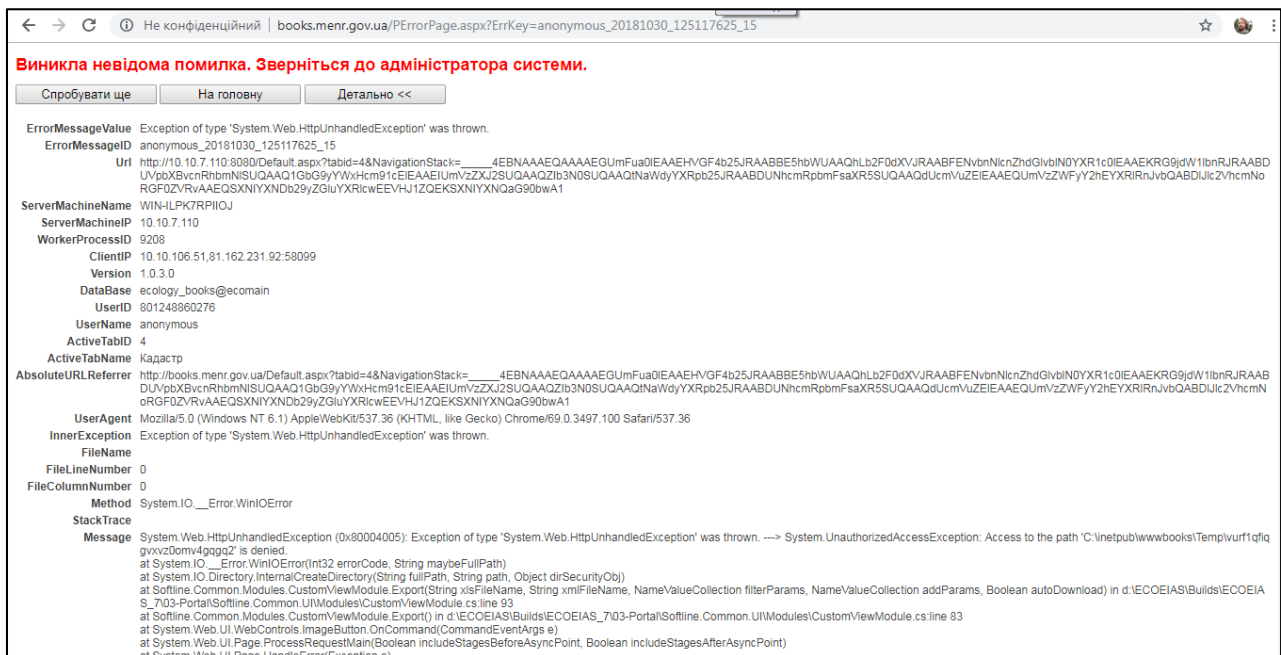 Не конфіденційний | books.menr.gov.ua/PErrorPage.aspx?ErrKey=anonymous_20181030_125117625_15
Виникла невідома помилка. Зверніться до адміністратора системи.
Спробувати ще На головну Детально <<
ErrorMessageValue Exception of type 'System.Web.HttpUnhandledException' was thrown.
ErrorMessageID anonymous_20181030_125117625_15
Url http://10.10.7.110:8080/Default.aspx?tabid=4&NavigationStack=
ServerMachineName WIN-ILPK7RPIIOJ
ServerMachineIP 10.10.7.110
WorkerProcessID 9208
ClientIP 10.10.106.51,81.162.231.92:58099
Version 1.0.3.0
DataBase ecology_books@ecomain
UserID 801248860276
UserName anonymous
ActiveTabID 4
ActiveTabName Кадастр
AbsoluteURLReferrer http://books.menr.gov.ua/Default.aspx?tabid=4&NavigationStack=
UserAgent Mozilla/5.0 (Windows NT 6.1) AppleWebKit/537.36 (KHTML, like Gecko) Chrome/69.0.3497.100 Safari/537.36
InnerException Exception of type 'System.Web.HttpUnhandledException' was thrown.
FileName
FileLineNumber 0
FileColumnNumber 0
Method System.IO.__Error.WinIOError
StackTrace
Message System.Web.HttpUnhandledException (0x80004005): Exception of type 'System.Web.HttpUnhandledException' was thrown. ---> System.UnauthorizedAccessException: Access to the path 'C:\inetpub\wwwbooks\Temp\vurf1qfiq
gvxvz0omv4gqgq2' is denied.
at System.IO.__Error.WinIOError(Int32 errorCode, String maybeFullPath)
at System.IO.Directory.InternalCreateDirectory(String fullPath, String path, Object dirSecurityObj)
at Softline.Common.Modules.CustomViewModule.Export(String xlsFileName, String xmlFileName, NameValueCollection filterParams, NameValueCollection addParams, Boolean autoDownload) in d:\ECOEIAS\Builds\ECOEIA
S_7\03-Portal\Softline.Common.UI\Modules\CustomViewModule.cs:line 93
at Softline.Common.Modules.CustomViewModule.Export() in d:\ECOEIAS\Builds\ECOEIAS_7\03-Portal\Softline.Common.UI\Modules\CustomViewModule.cs:line 83
at System.Web.UI.WebControls.ImageButton.OnCommand(CommandEventArgs e)
at System.Web.UI.Page.ProcessRequestMain(Boolean includeStagesBeforeAsyncPoint, Boolean includeStagesAfterAsyncPoint)
at System.Web.UI.Page.HandleError(Exception e)